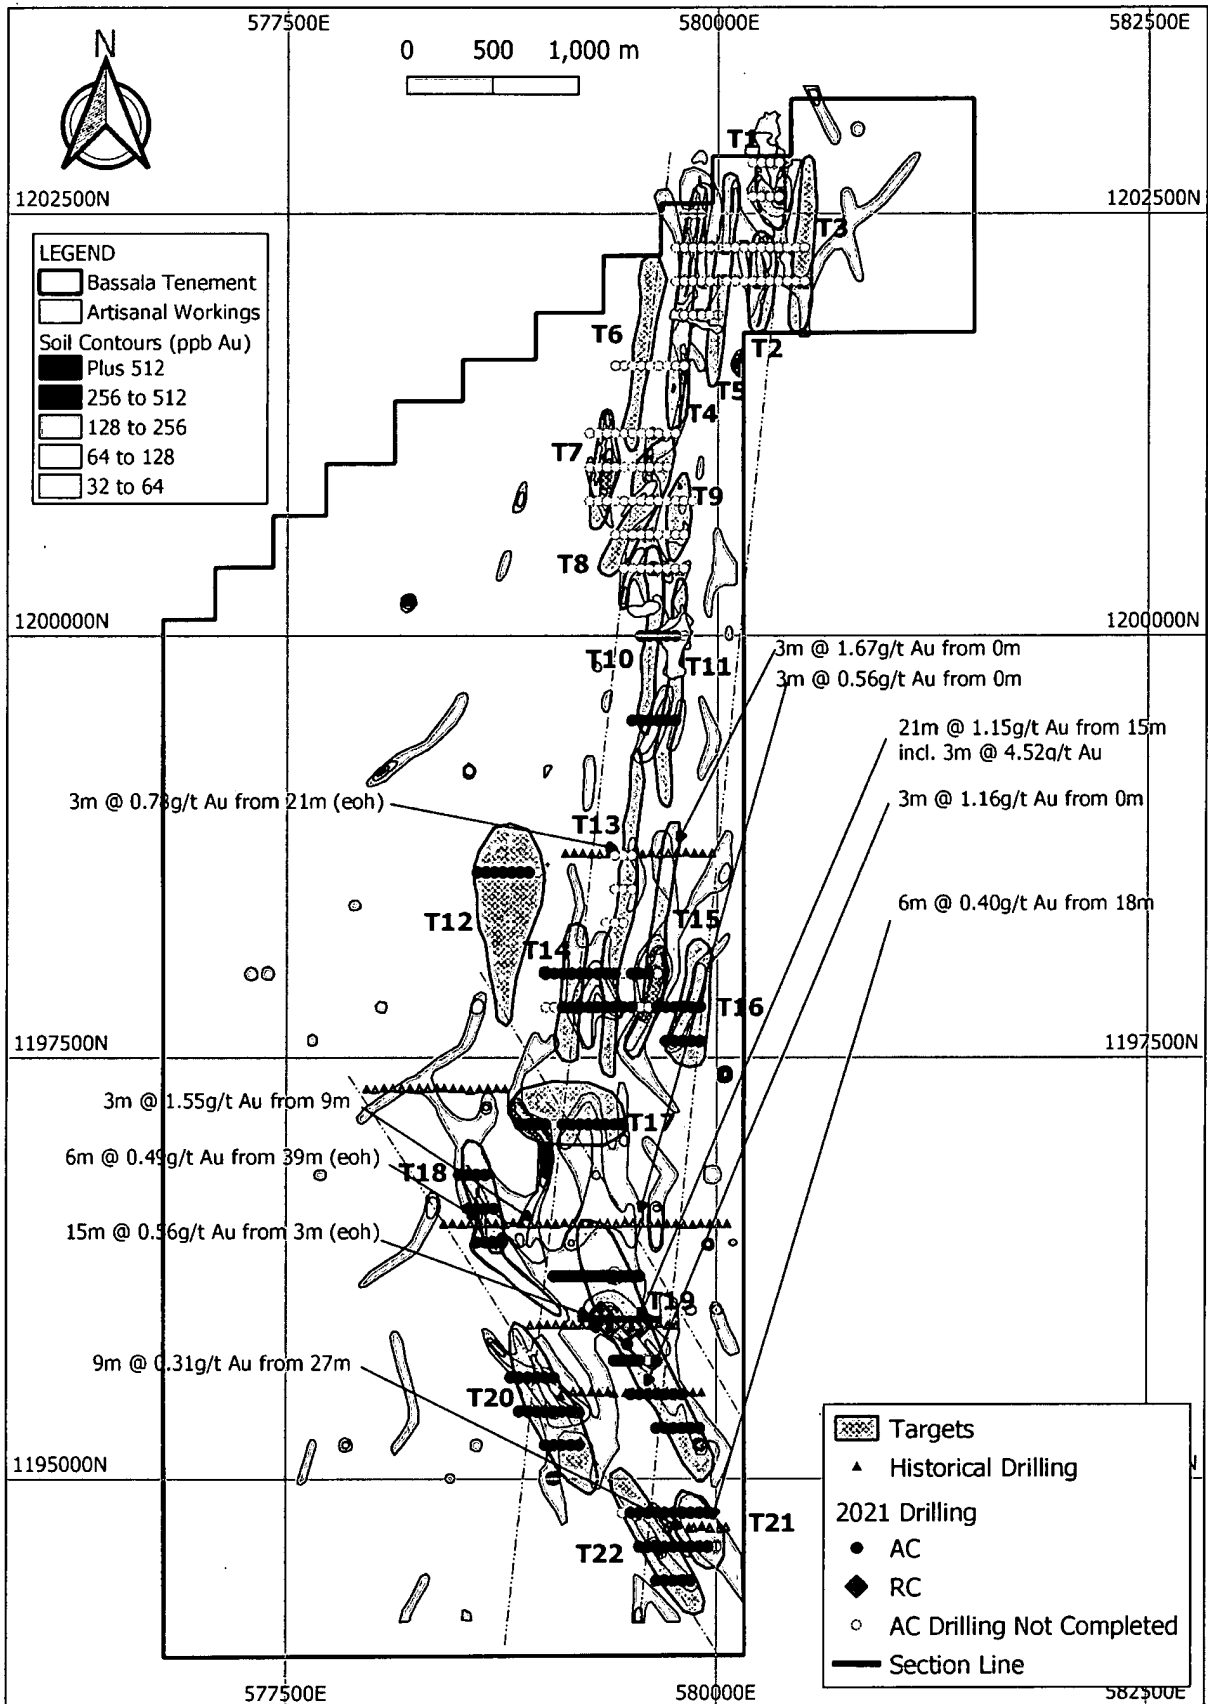 577500E
580000E
582500E
N
0 500 1,000 m
T1
1202500N
1202500N
T3
LEGEND
Bassala Tenement
Artisanal Workings
Soil Contours (ppb Au)
Plus 512
256 to 512
128 to 256
64 to 128
32 to 64
T6
T2
T5
T4
T7
T9
T8
1200000N
1200000N
T10
T11
3m @ 1.67g/t Au from 0m
3m @ 0.56g/t Au from 0m
21m @ 1.15g/t Au from 15m
incl. 3m @ 4.52g/t Au
3m @ 0.78g/t Au from 21m (eoh)
3m @ 1.16g/t Au from 0m
T13
6m @ 0.40g/t Au from 18m
T12
T15
T14
T16
1197500N
1197500N
3m @ 1.55g/t Au from 9m
T17
6m @ 0.49g/t Au from 39m (eoh)
T18
15m @ 0.56g/t Au from 3m (eoh)
T19
9m @ 0.31g/t Au from 27m
T20
Targets
Historical Drilling
1195000N
N
2021 Drilling
T21
T22
AC
RC
AC Drilling Not Completed
Section Line
577500E
580000E
582500E